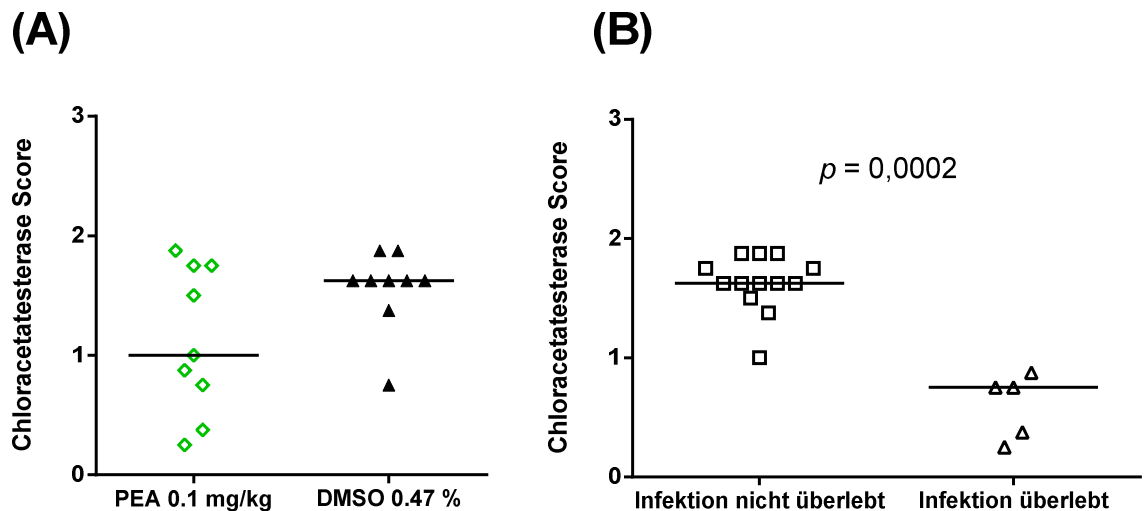 (A)
Chloracetatesterase Score
3
2
1
0
PEA 0.1 mg/kg
DMSO 0.47 %
(B)
Chloracetatesterase Score
3
2
1
0
p = 0,0002
Infektion nicht überlebt
Infektion überlebt